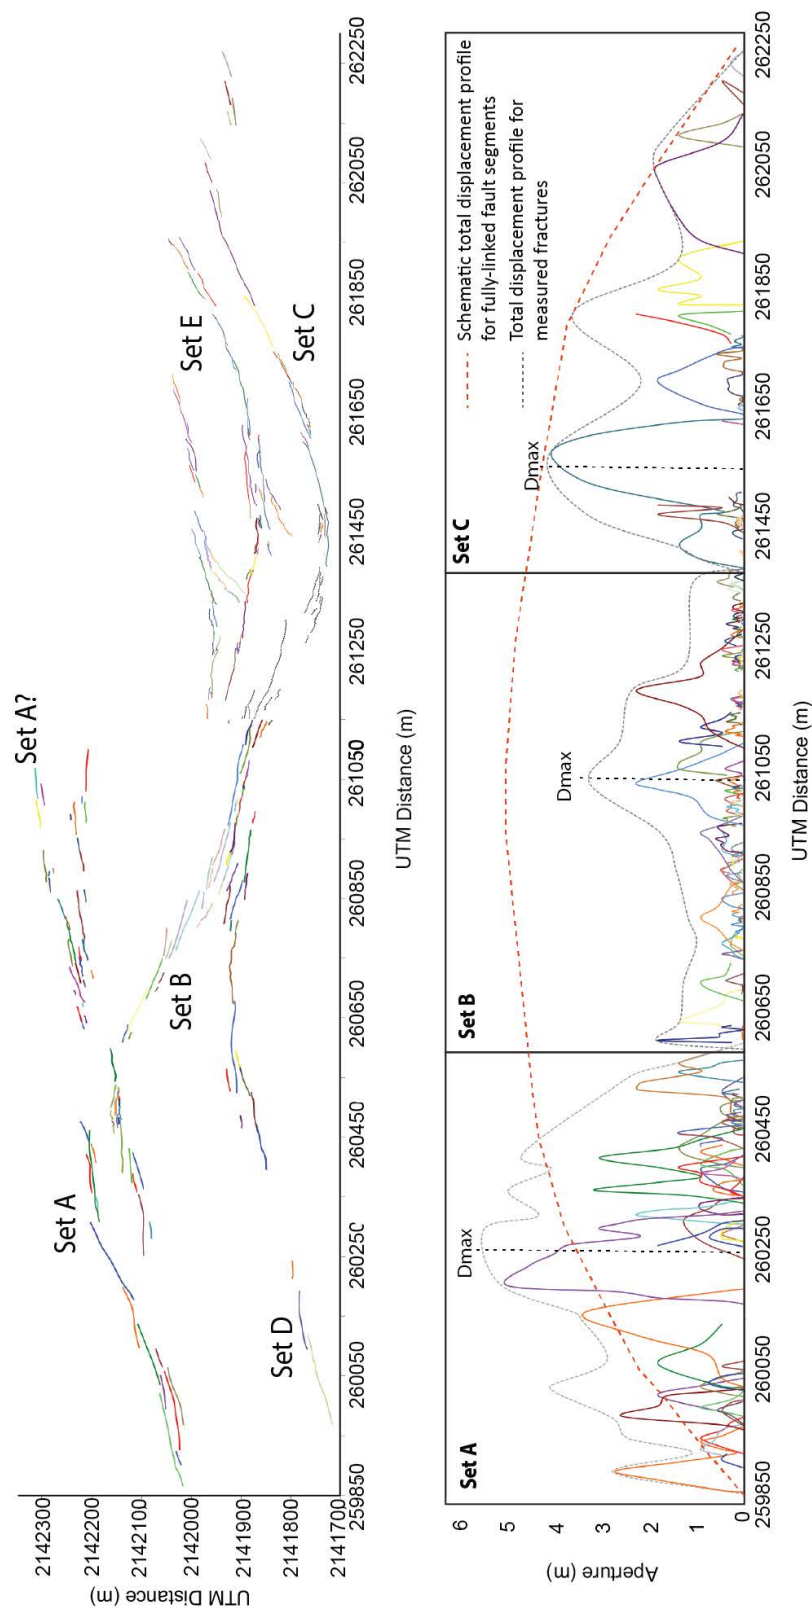 2142300
2142200
2142100
2142000
2141900
2141800
2141700
UTM Distance (m)
Set A
Set A?
Set B
Set C
Set D
Set E
259850
260050
260250
260450
260650
260850
261050
261250
261450
261650
261850
262050
262250
UTM Distance (m)
6
5
4
3
2
1
0
Aperture (m)
Set A
Set B
Set C
Dmax
Dmax
Dmax
Schematic total displacement profile
for fully-linked fault segments
Total displacement profile for
measured fractures
259850
260050
260250
260450
260650
260850
261050
261250
261450
261650
261850
262050
262250
UTM Distance (m)